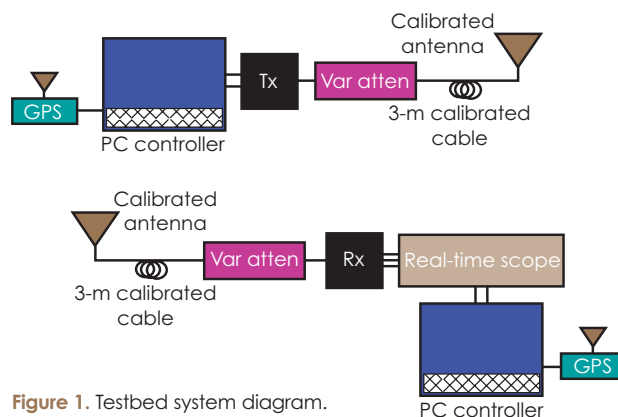 Calibrated
antenna
Tx
Var atten
GPS
3-m calibrated
cable
PC controller
Calibrated
antenna
Var atten
Rx
Real-time scope
3-m calibrated
cable
GPS
PC controller
Figure 1. Testbed system diagram.